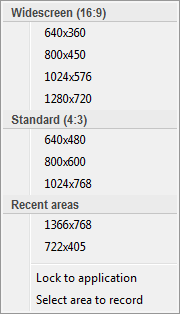 Widescreen (16:9)
640x360
800x450
1024x576
1280x720
Standard (4:3)
640x480
800x600
1024x768
Recent areas
1366x768
722x405
Lock to application
Select area to record